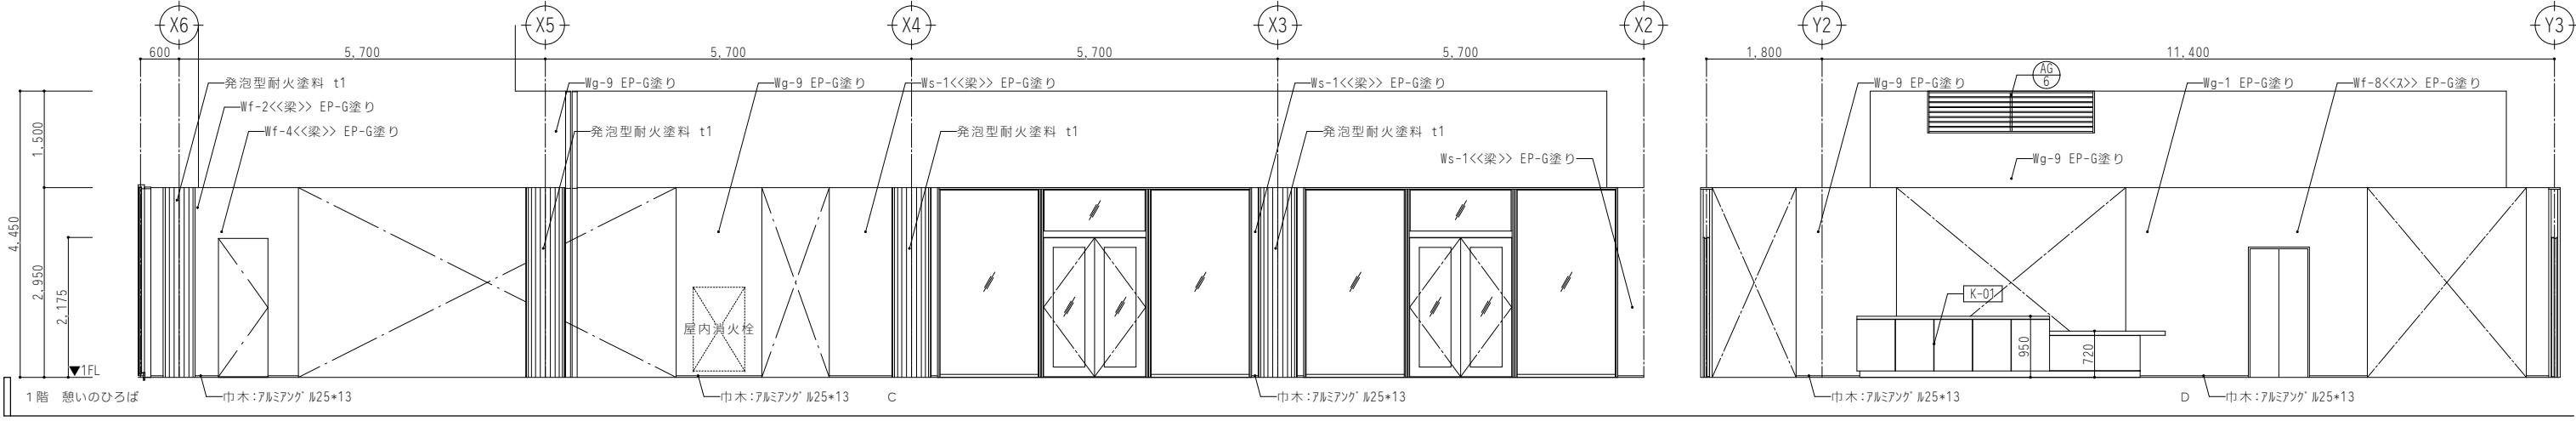 X6 X5 X4 X3 X2 Y2 Y3
600 5,700 5,700 5,700 5,700 1,800 11,400
発泡型耐火塗料 t1
Wf-2<<梁>> EP-G塗り
Wf-4<<梁>> EP-G塗り
Wg-9 EP-G塗り
発泡型耐火塗料 t1
Wg-9 EP-G塗り
Ws-1<<梁>> EP-G塗り
発泡型耐火塗料 t1
Ws-1<<梁>> EP-G塗り
発泡型耐火塗料 t1
Ws-1<<梁>> EP-G塗り
Wg-9 EP-G塗り
AG
6
Wg-9 EP-G塗り
Wg-1 EP-G塗り
Wf-8<<ス>> EP-G塗り
1,500
4,450
2,950
2,175
▼1FL
屋内消火栓
K-01
950
720
1階 憩いのひろば
巾木:アルミアングル25*13
巾木:アルミアングル25*13
C
巾木:アルミアングル25*13
巾木:アルミアングル25*13
D
巾木:アルミアングル25*13